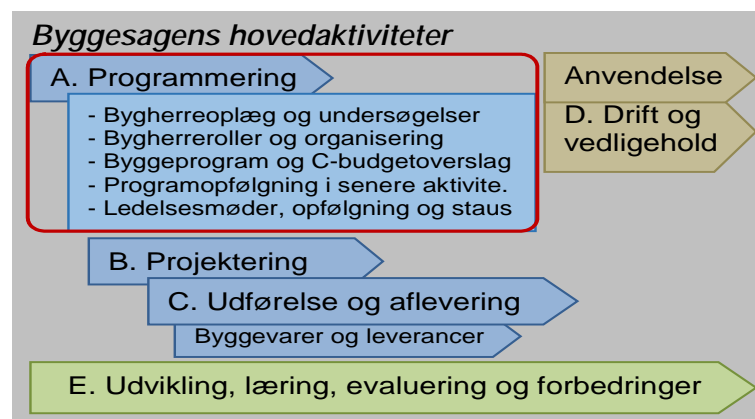 Byggesagens hovedaktiviteter
A. Programmering
- Bygherreoplæg og undersøgelser
- Bygherreroller og organisering
- Byggeprogram og C-budgetoverslag
- Programopfølgning i senere aktivite.
- Ledelsesmøder, opfølgning og staus
Anvendelse
D. Drift og
vedligehold
B. Projektering
C. Udførelse og aflevering
Byggevarer og leverancer
E. Udvikling, læring, evaluering og forbedringer